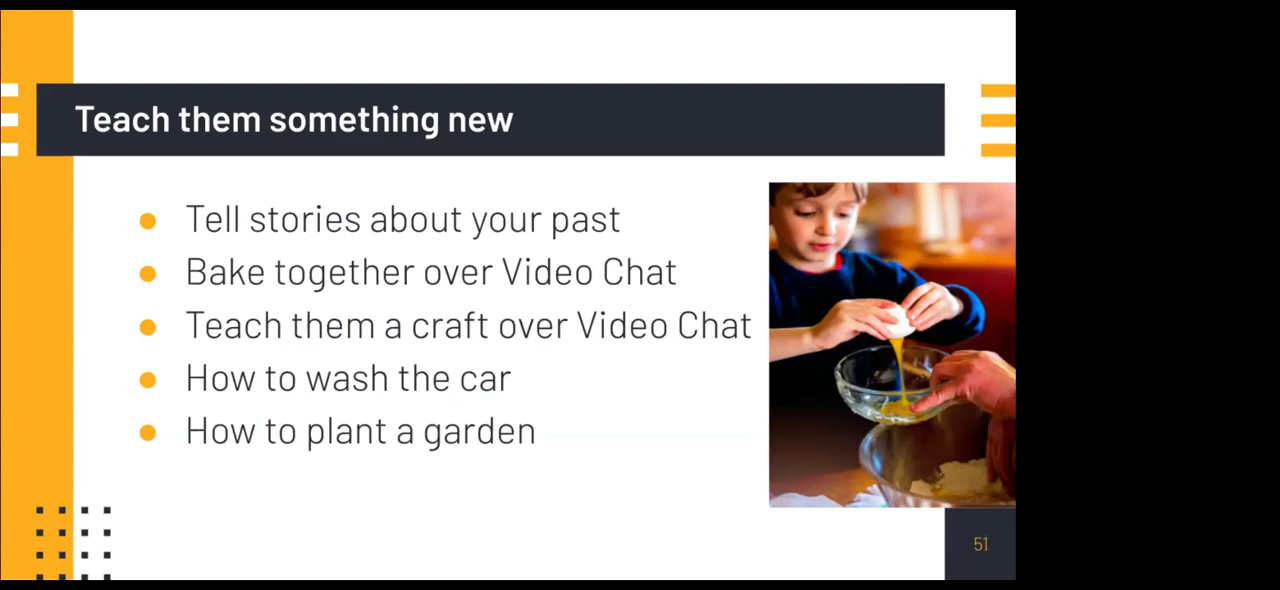 Teach them something new
Tell stories about your past
Bake together over Video Chat
Teach them a craft over Video Chat
How to wash the car
How to plant a garden
51